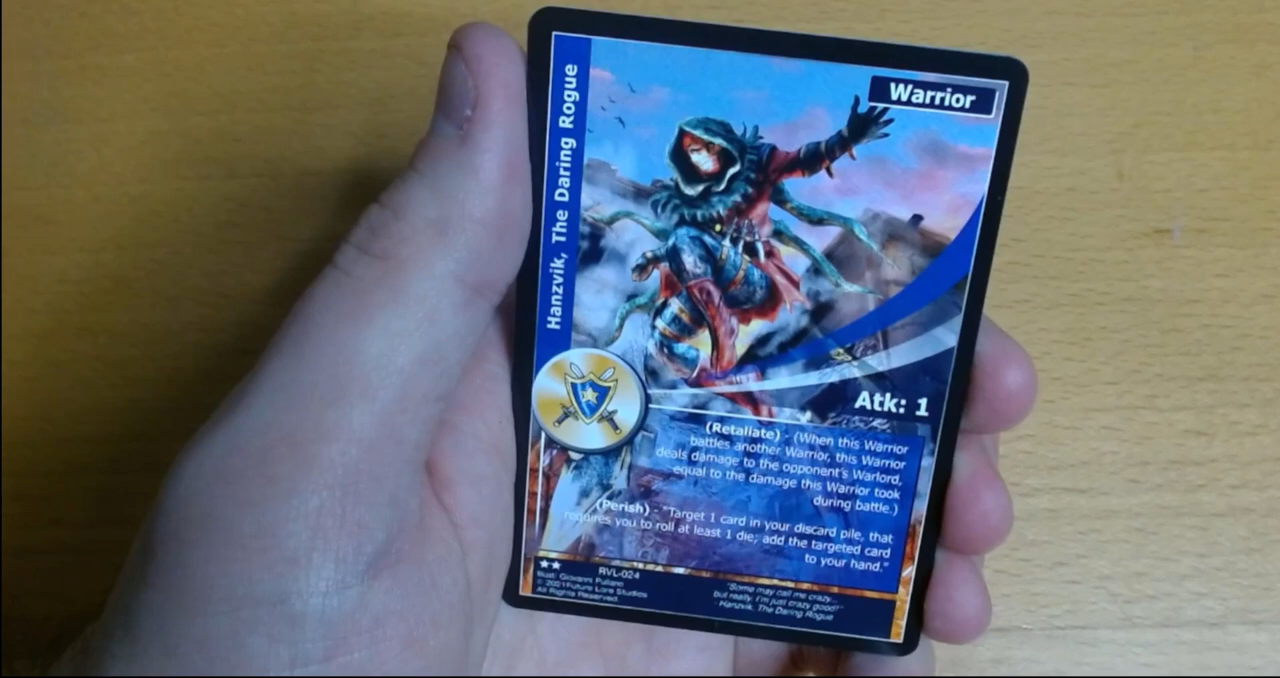 Hanzvik, The Daring Rogue
Warrior
Atk: 1
(Retaliate) - (When this Warrior
battles another Warrior, this Warrior
deals damage to the opponent's Warlord,
equal to the damage this Warrior took
during battle.)
(Perish) - "Target 1 card in your discard pile, that
requires you to roll at least 1 die; add the targeted card
to your hand."
RVL-024
Illust: Giovanni Pullano
© 2021 Future Lore Studios
All Rights Reserved.
"Some may call me crazy...
but really, I'm just crazy good!"
- Hanzvik, The Daring Rogue